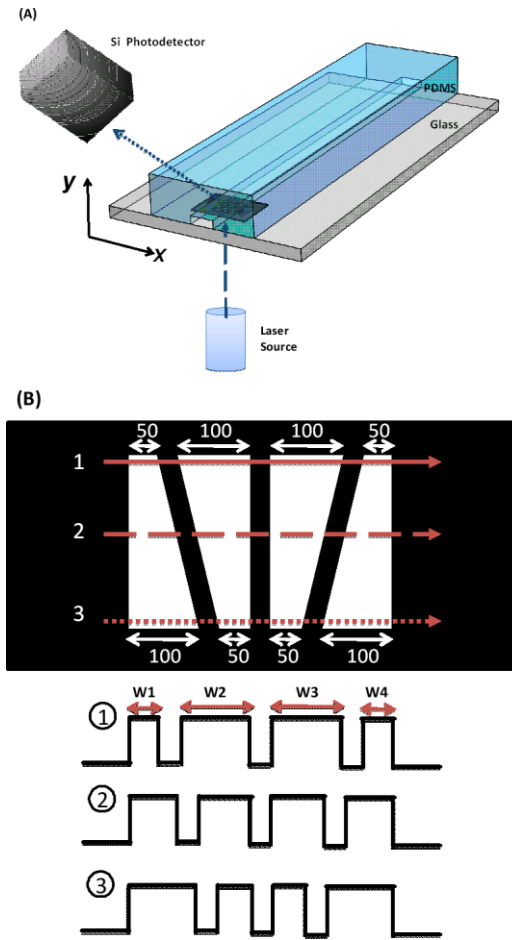 (A)
Si Photodetector
PDMS
Glass
y
x
Laser
Source
(B)
50 100 100 50
1
2
3
100 50 50 100
W1 W2 W3 W4
1
2
3